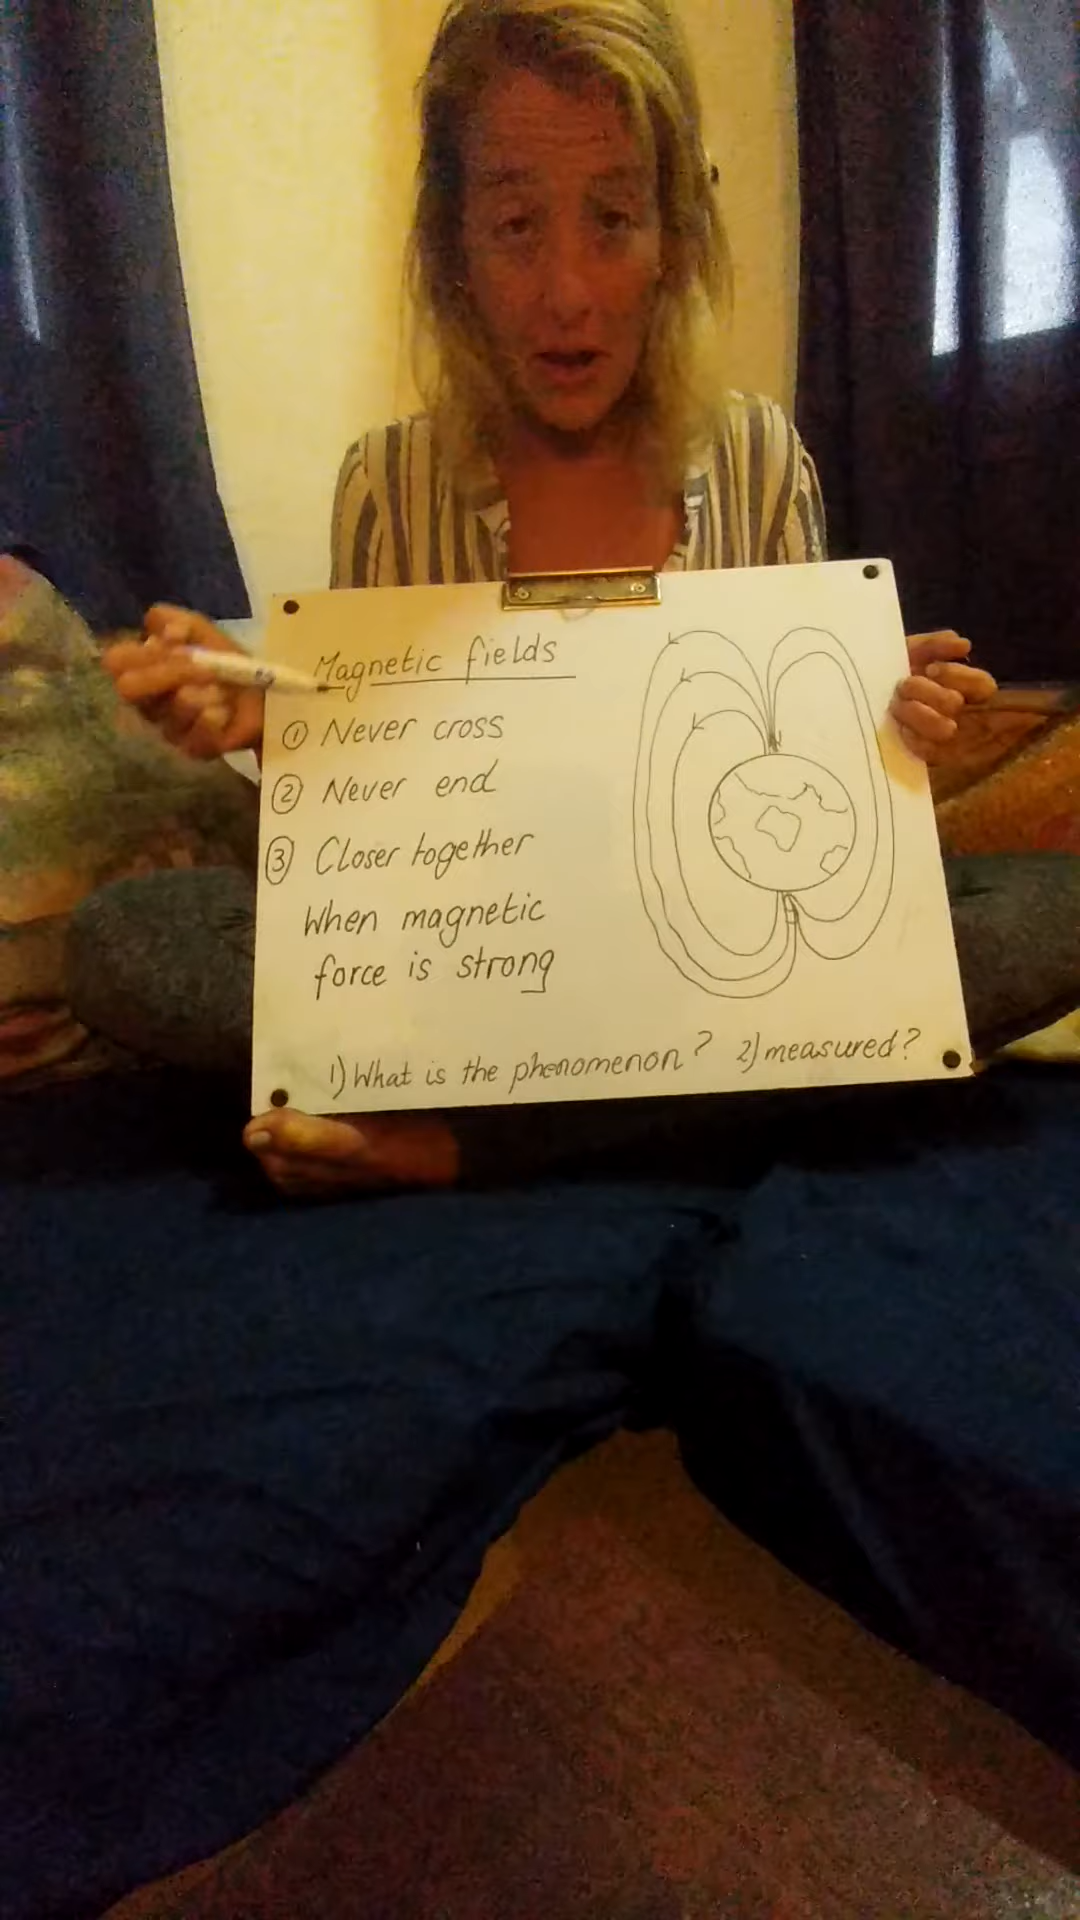 Magnetic fields
① Never cross
② Never end
③ Closer together
When magnetic
force is strong
1) What is the phenomenon? 2) measured?